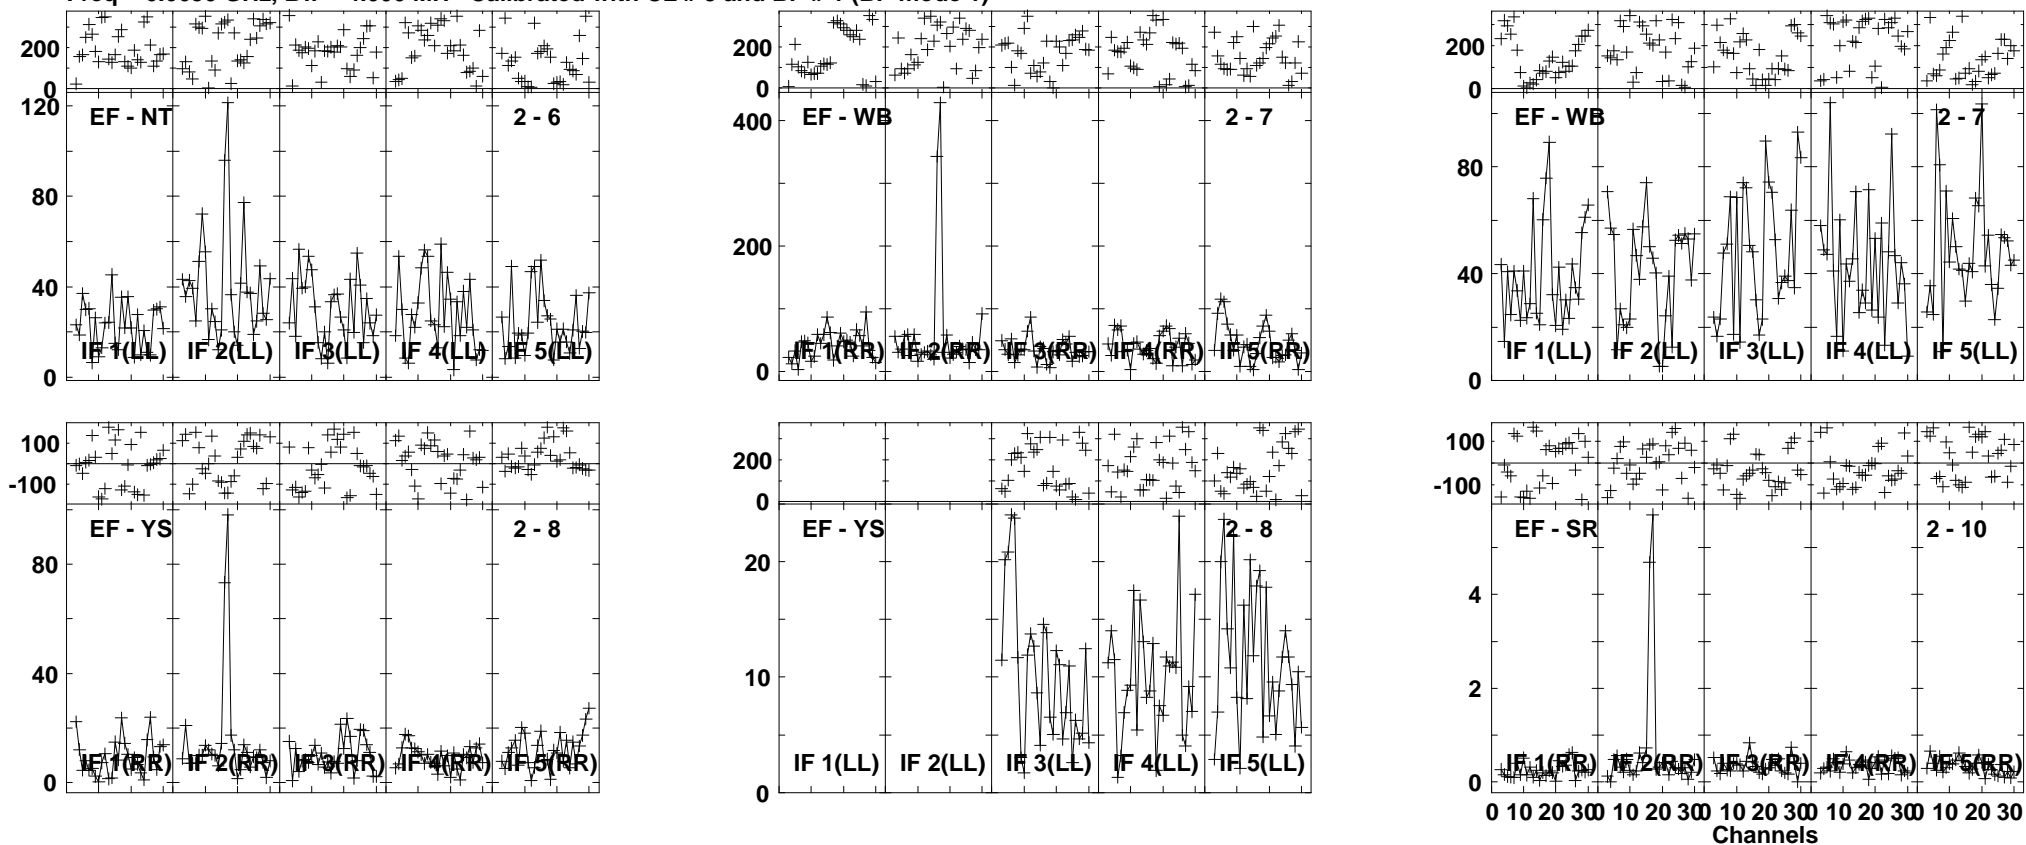 200
0
120
80
40
0
EF - NT
2 - 6
IF 1(LL)
IF 2(LL)
IF 3(LL)
IF 4(LL)
IF 5(LL)
200
0
400
200
0
EF - WB
2 - 7
IF 1(RR)
IF 2(RR)
IF 3(RR)
IF 4(RR)
IF 5(RR)
200
0
80
40
0
EF - WB
2 - 7
IF 1(LL)
IF 2(LL)
IF 3(LL)
IF 4(LL)
IF 5(LL)
100
-100
80
40
0
EF - YS
2 - 8
IF 1(RR)
IF 2(RR)
IF 3(RR)
IF 4(RR)
IF 5(RR)
200
0
20
10
0
EF - YS
2 - 8
IF 1(LL)
IF 2(LL)
IF 3(LL)
IF 4(LL)
IF 5(LL)
100
-100
4
2
0
EF - SR
2 - 10
IF 1(RR)
IF 2(RR)
IF 3(RR)
IF 4(RR)
IF 5(RR)
0 10 20 30 0 10 20 30 0 10 20 30 0 10 20 30 0 10 20 30
Channels